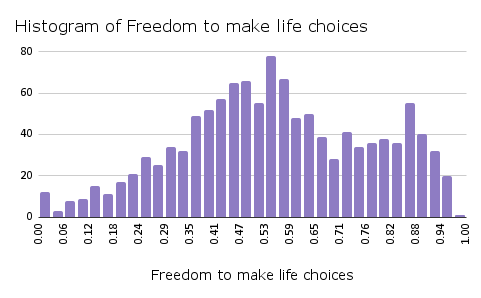 Histogram of Freedom to make life choices
80
60
40
20
0
0.00 0.06 0.12 0.18 0.24 0.29 0.35 0.41 0.47 0.53 0.59 0.65 0.71 0.76 0.82 0.88 0.94 1.00
Freedom to make life choices